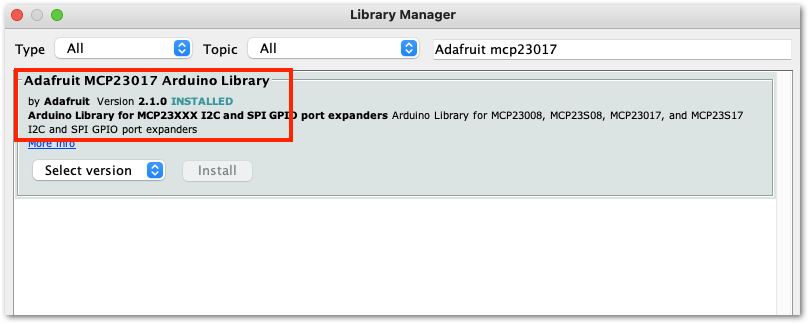 Library Manager
Type All Topic All Adafruit mcp23017
Adafruit MCP23017 Arduino Library
by Adafruit Version 2.1.0 INSTALLED
Arduino Library for MCP23XXX I2C and SPI GPIO port expanders Arduino Library for MCP23008, MCP23S08, MCP23017, and MCP23S17
I2C and SPI GPIO port expanders
More info
Select version Install